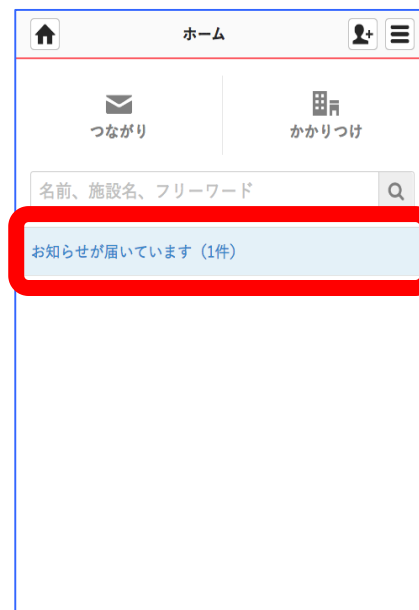 ホーム
つながり
かかりつけ
名前、施設名、フリーワード
お知らせが届いています（1件）